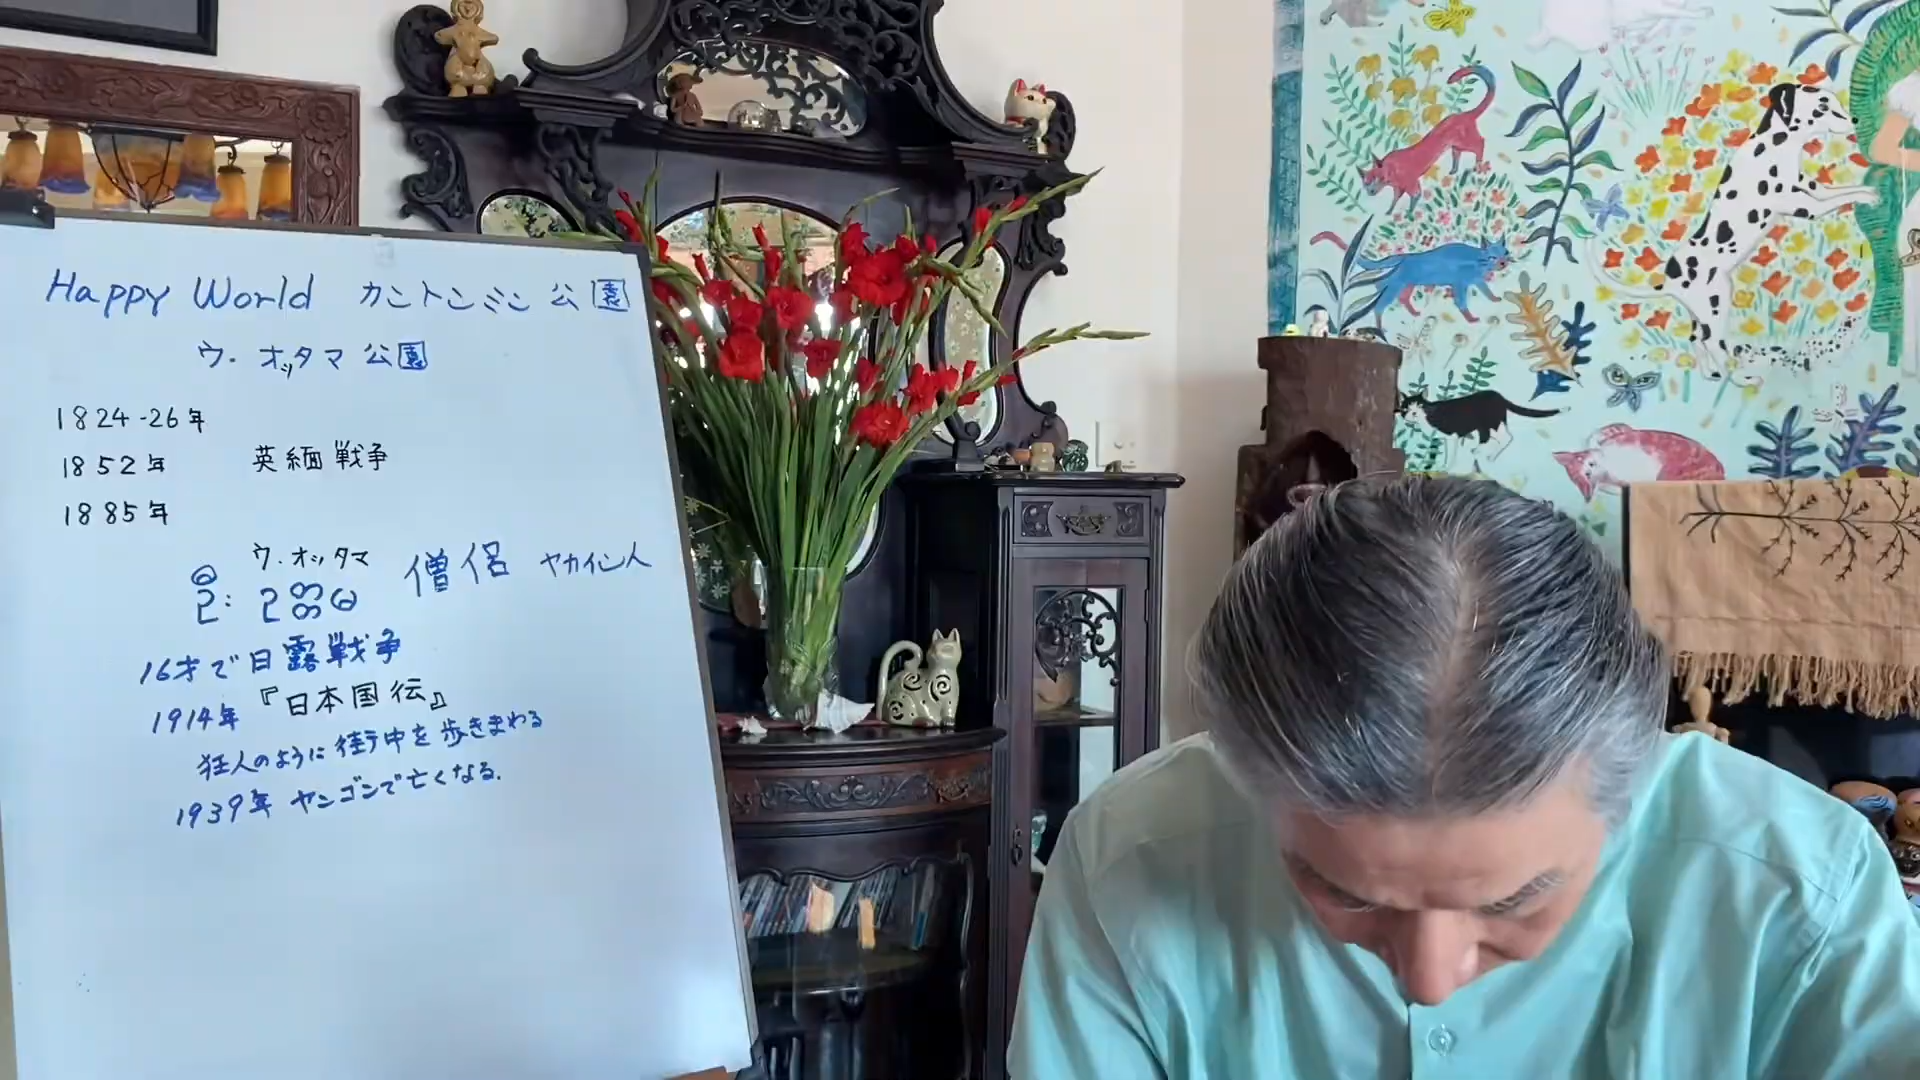 Happy World カントンミン公園
ウ.オッタマ公園
1824-26年
1852年 英緬戦争
1885年
ウ.オッタマ
ဦး ဥတ္တမ 僧侶 ヤカイン人
16才で日露戦争
1914年『日本国伝』
狂人のように街中を歩きまわる
1939年 ヤンゴンで亡くなる.